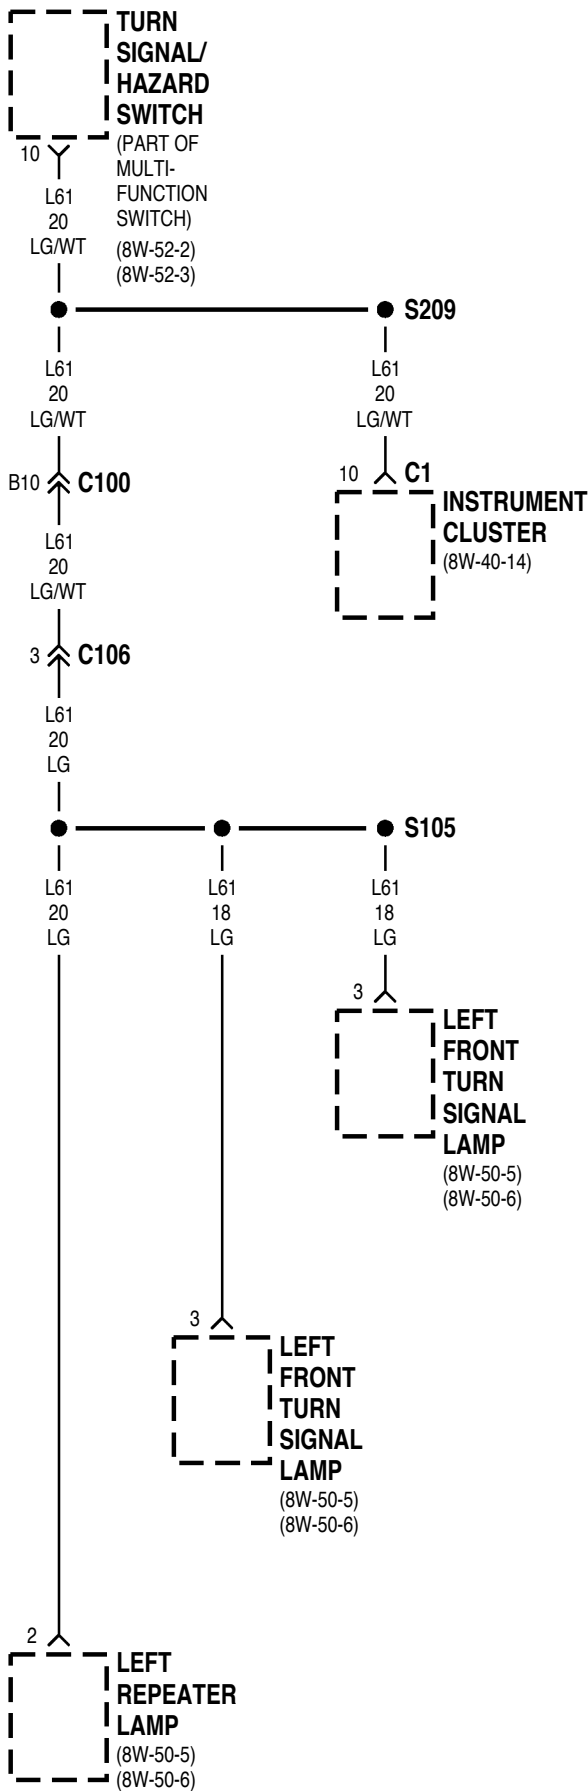 TURN
SIGNAL/
HAZARD
SWITCH
(PART OF
MULTI-
FUNCTION
SWITCH)
(8W-52-2)
(8W-52-3)
10
L61
20
LG/WT
S209
L61
20
LG/WT
L61
20
LG/WT
B10
C100
10
C1
INSTRUMENT
CLUSTER
(8W-40-14)
L61
20
LG/WT
3
C106
L61
20
LG
S105
L61
20
LG
L61
18
LG
L61
18
LG
3
LEFT
FRONT
TURN
SIGNAL
LAMP
(8W-50-5)
(8W-50-6)
3
LEFT
FRONT
TURN
SIGNAL
LAMP
(8W-50-5)
(8W-50-6)
2
LEFT
REPEATER
LAMP
(8W-50-5)
(8W-50-6)